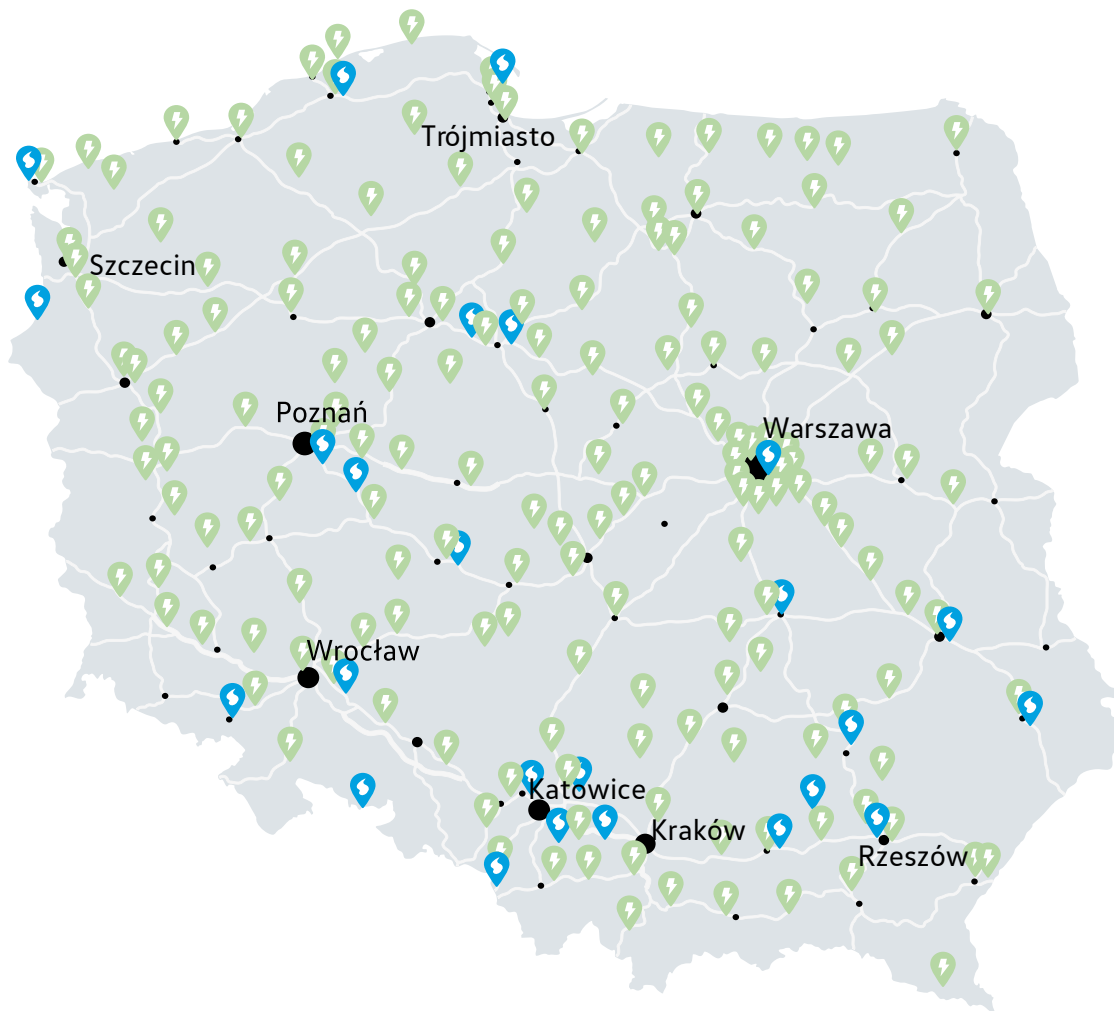 Trójmiasto
Szczecin
Poznań
Warszawa
Wrocław
Katowice
Kraków
Rzeszów